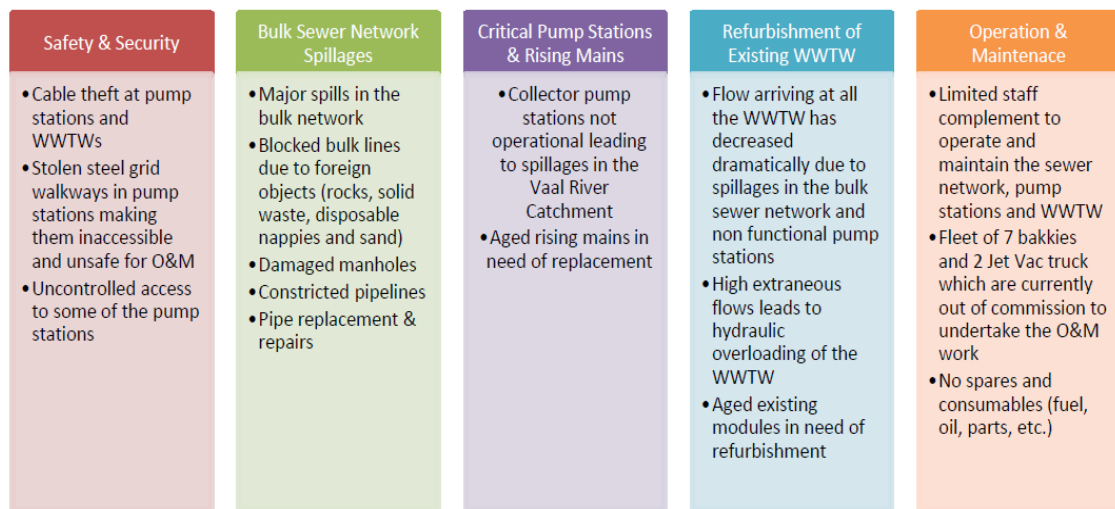 Safety & Security
•Cable theft at pump
stations and
WWTWs
•Stolen steel grid
walkways in pump
stations making
them inaccessible
and unsafe for O&M
•Uncontrolled access
to some of the pump
stations
Bulk Sewer Network
Spillages
•Major spills in the
bulk network
•Blocked bulk lines
due to foreign
objects (rocks, solid
waste, disposable
nappies and sand)
•Damaged manholes
•Constricted pipelines
•Pipe replacement &
repairs
Critical Pump Stations
& Rising Mains
•Collector pump
stations not
operational leading
to spillages in the
Vaal River
Catchment
•Aged rising mains in
need of replacement
Refurbishment of
Existing WWTW
•Flow arriving at all
the WWTW has
decreased
dramatically due to
spillages in the bulk
sewer network and
non functional pump
stations
•High extraneous
flows leads to
hydraulic
overloading of the
WWTW
•Aged existing
modules in need of
refurbishment
Operation &
Maintenace
•Limited staff
complement to
operate and
maintain the sewer
network, pump
stations and WWTW
•Fleet of 7 bakkies
and 2 Jet Vac truck
which are currently
out of commission to
undertake the O&M
work
•No spares and
consumables (fuel,
oil, parts, etc.)